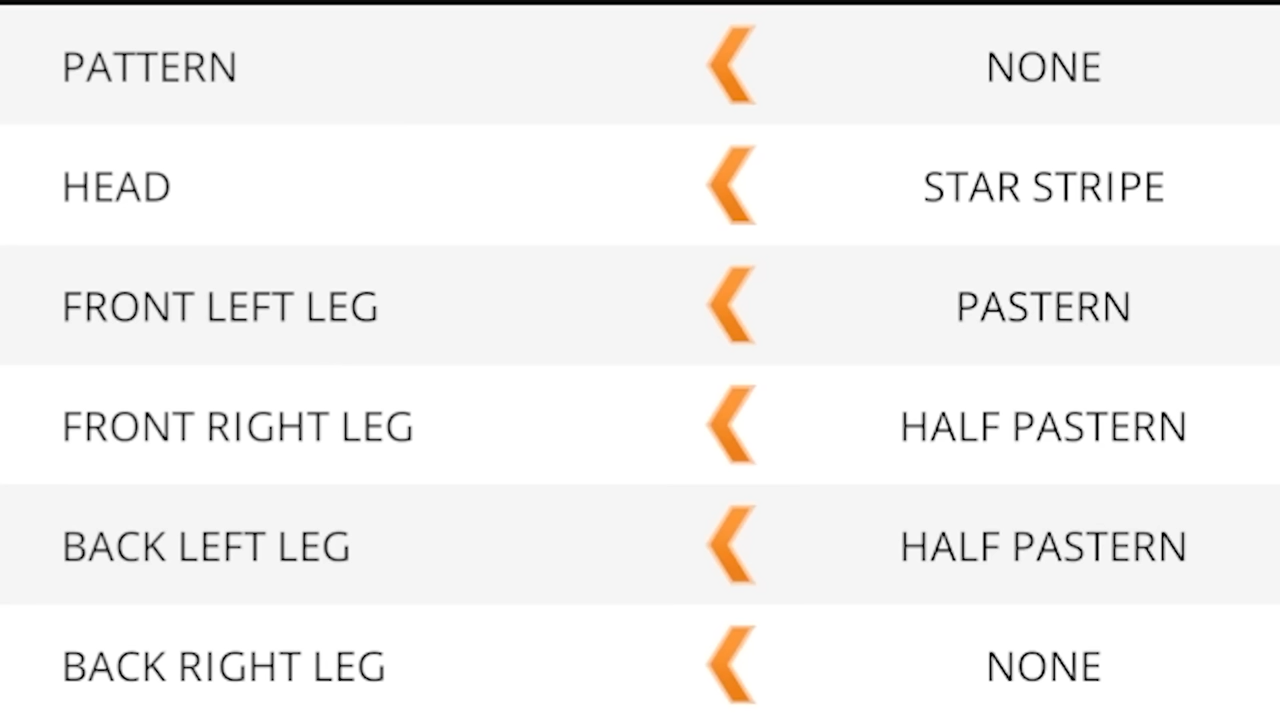 PATTERN NONE
HEAD STAR STRIPE
FRONT LEFT LEG PASTERN
FRONT RIGHT LEG HALF PASTERN
BACK LEFT LEG HALF PASTERN
BACK RIGHT LEG NONE